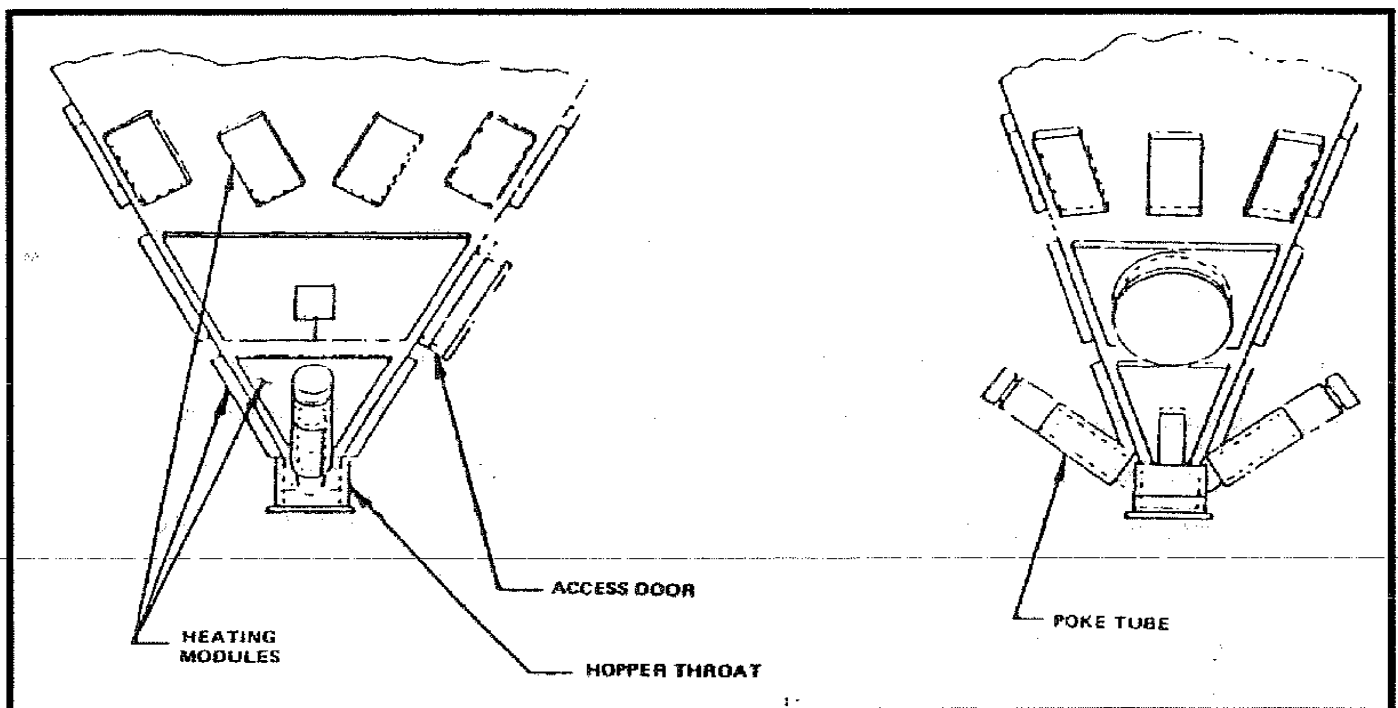 ACCESS DOOR
POKE TUBE
HEATING
MODULES
HOPPER THROAT